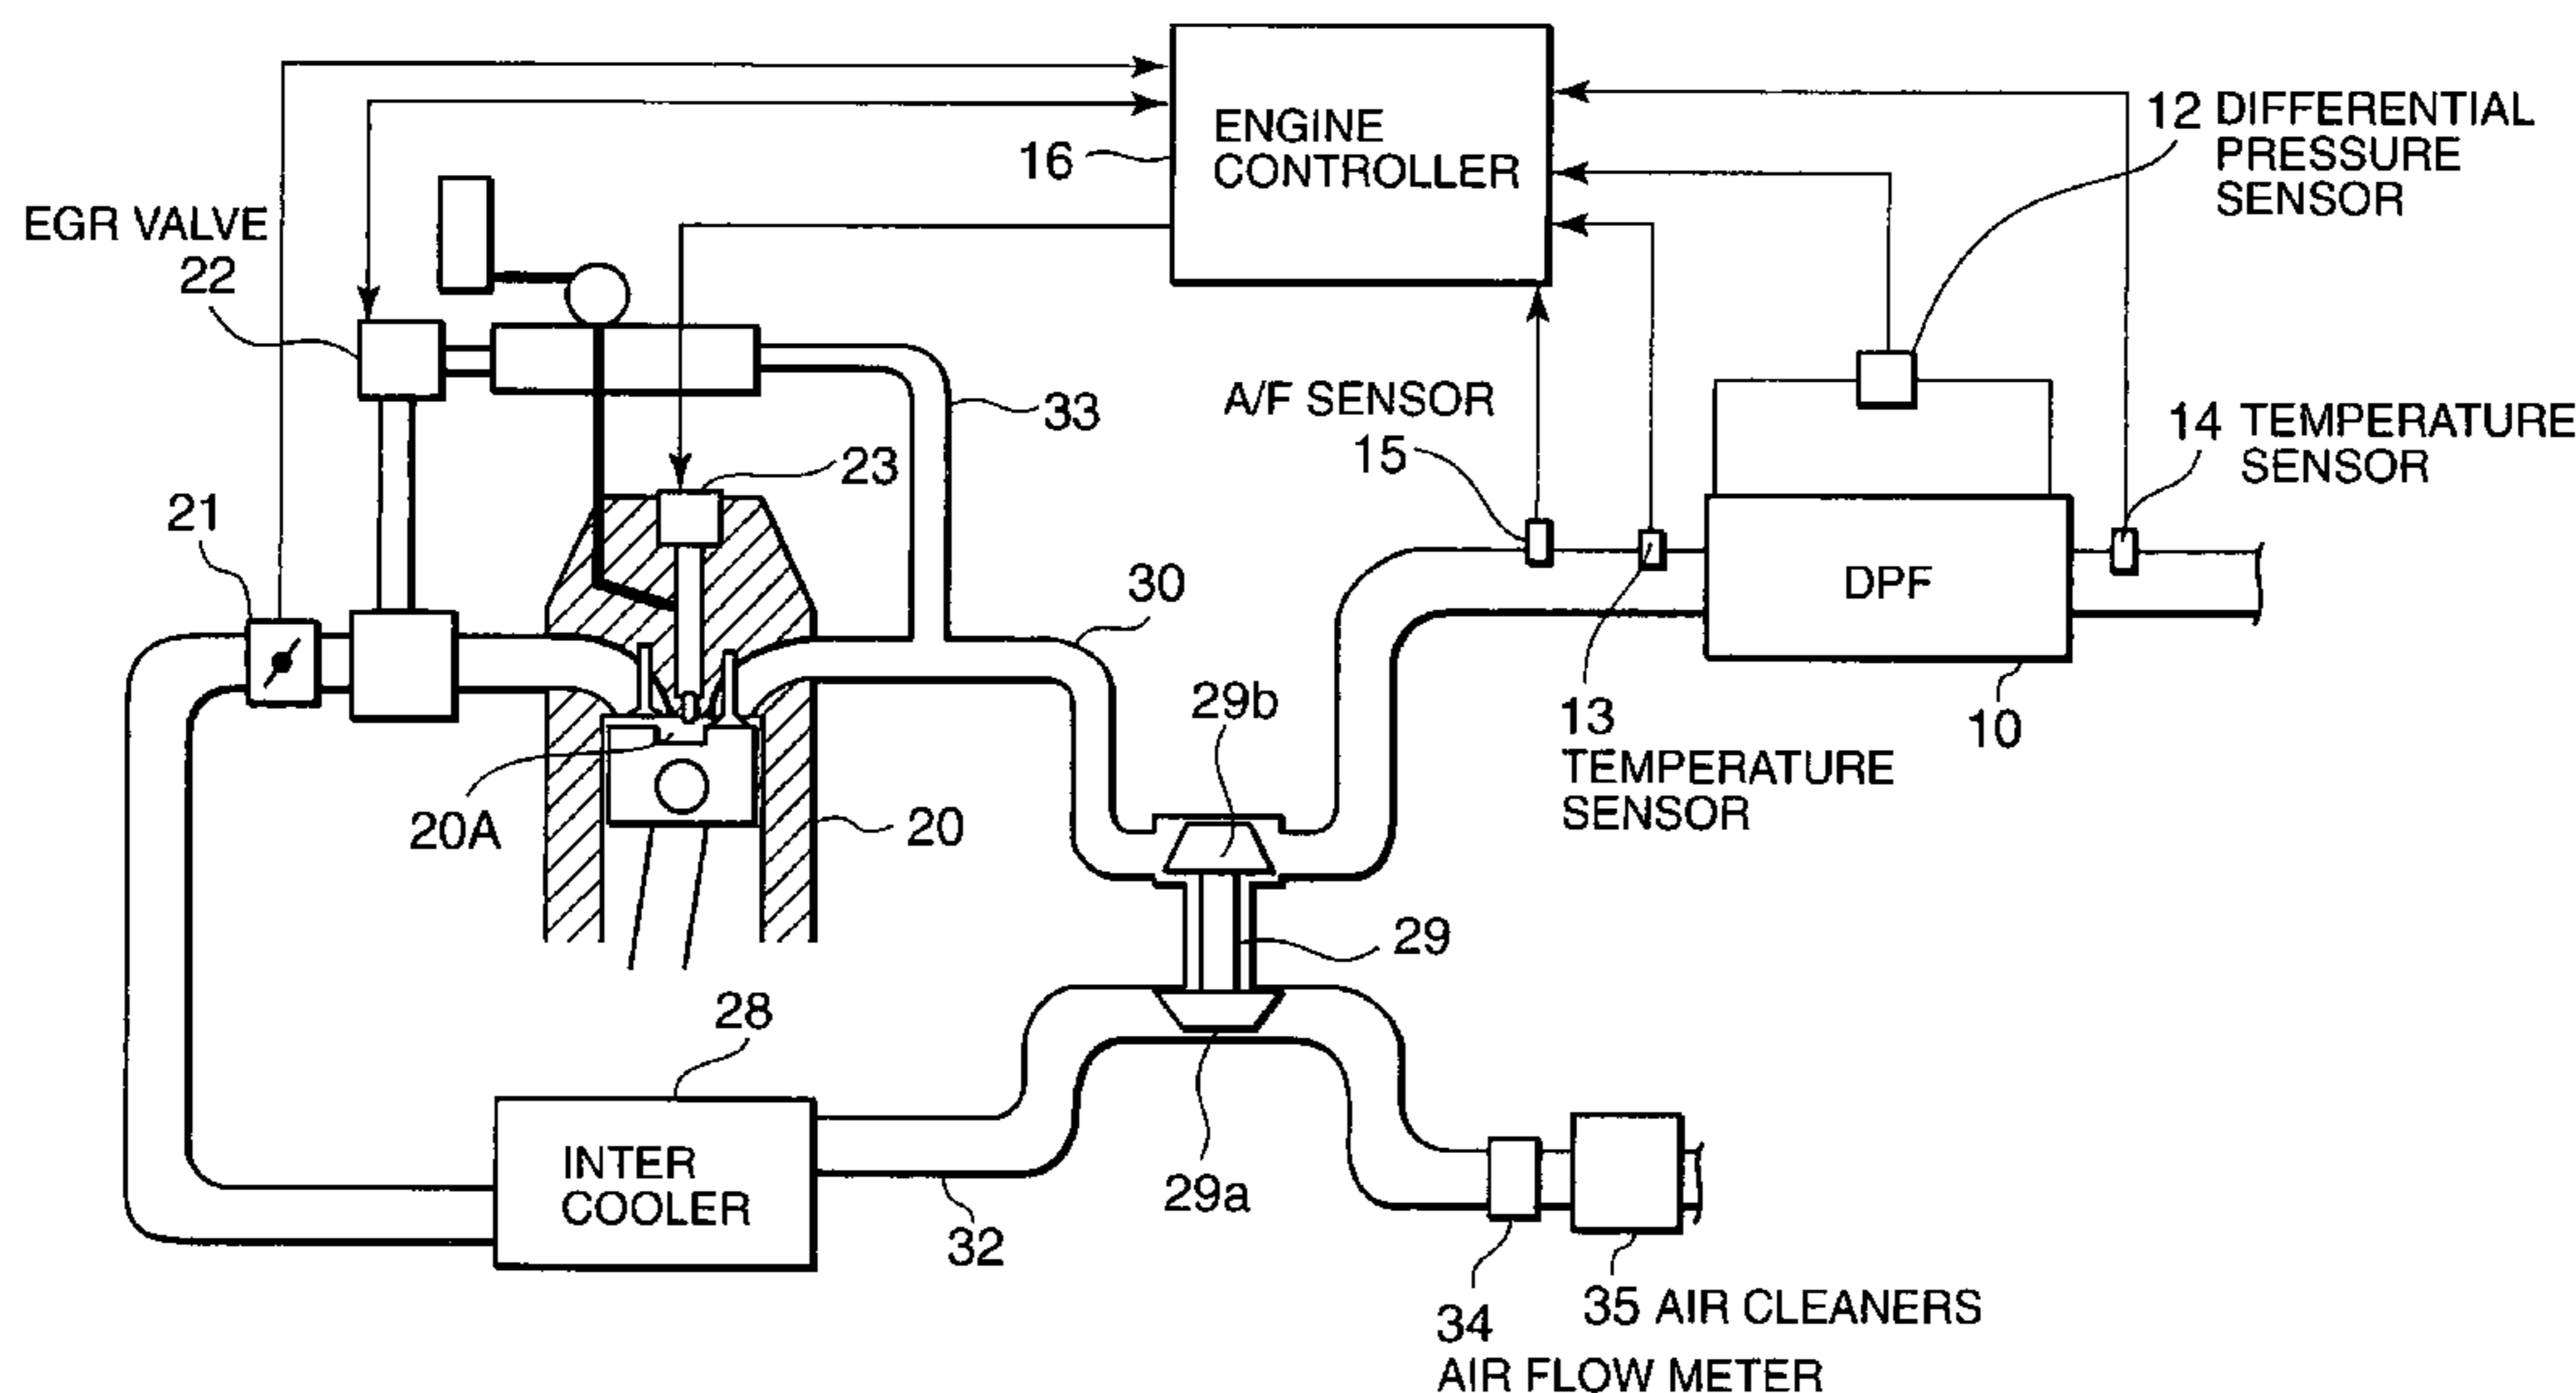 ENGINE
CONTROLLER
16
12 DIFFERENTIAL
PRESSURE
SENSOR
EGR VALVE
22
A/F SENSOR
15
33
14 TEMPERATURE
SENSOR
23
21
30
DPF
29b
13
TEMPERATURE
SENSOR
10
20A
20
29
28
INTER
COOLER
29a
32
35 AIR CLEANERS
34
AIR FLOW METER